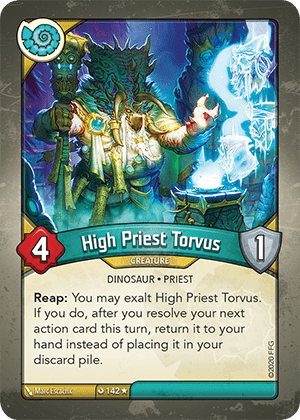 High Priest Torvus
CREATURE
4
1
DINOSAUR • PRIEST
Reap: You may exalt High Priest Torvus.
If you do, after you resolve your next
action card this turn, return it to your
hand instead of placing it in your
discard pile.
Marc Escachx
142★
©2020 FFG